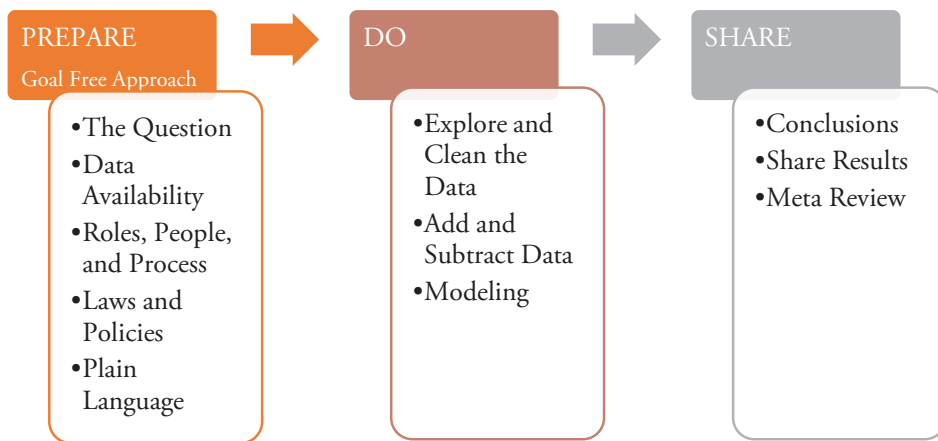 PREPARE
Goal Free Approach
•The Question
•Data
Availability
•Roles, People,
and Process
•Laws and
Policies
•Plain
Language
DO
•Explore and
Clean the
Data
•Add and
Subtract Data
•Modeling
SHARE
•Conclusions
•Share Results
•Meta Review